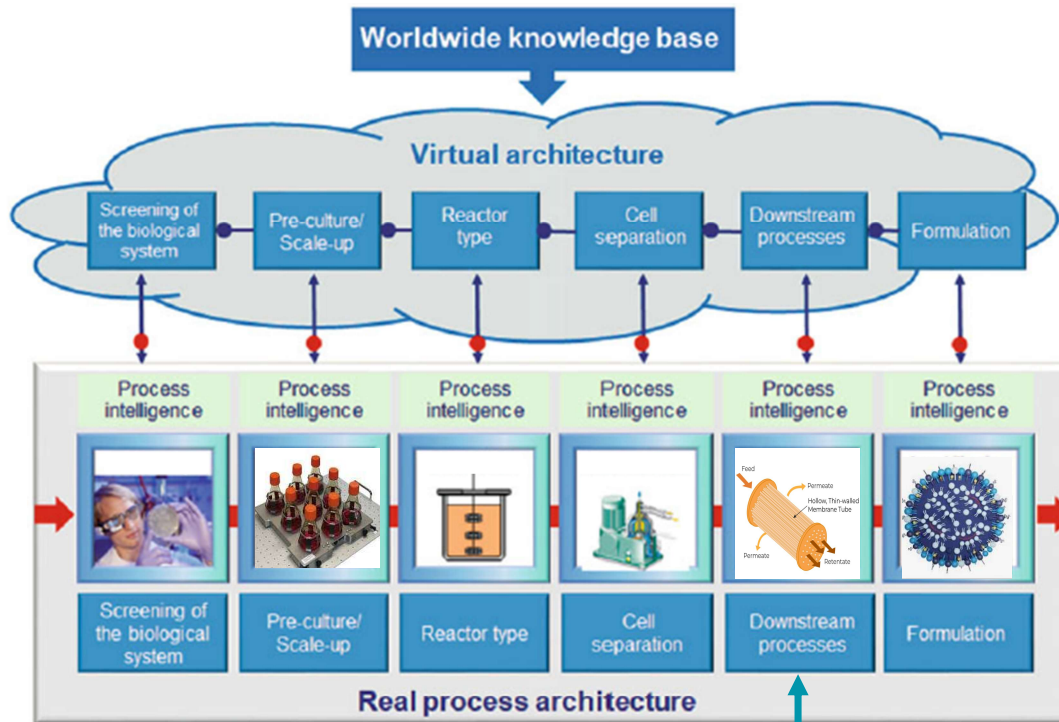 Worldwide knowledge base
Virtual architecture
Screening of
the biological
system
Pre-culture/
Scale-up
Reactor
type
Cell
separation
Downstream
processes
Formulation
Process
intelligence
Process
intelligence
Process
intelligence
Process
intelligence
Process
intelligence
Process
intelligence
Feed
Permeate
Hollow, Thin-walled
Membrane Tube
Permeate
Retentate
Screening of
the biological
system
Pre-culture/
Scale-up
Reactor type
Cell
separation
Downstream
processes
Formulation
Real process architecture